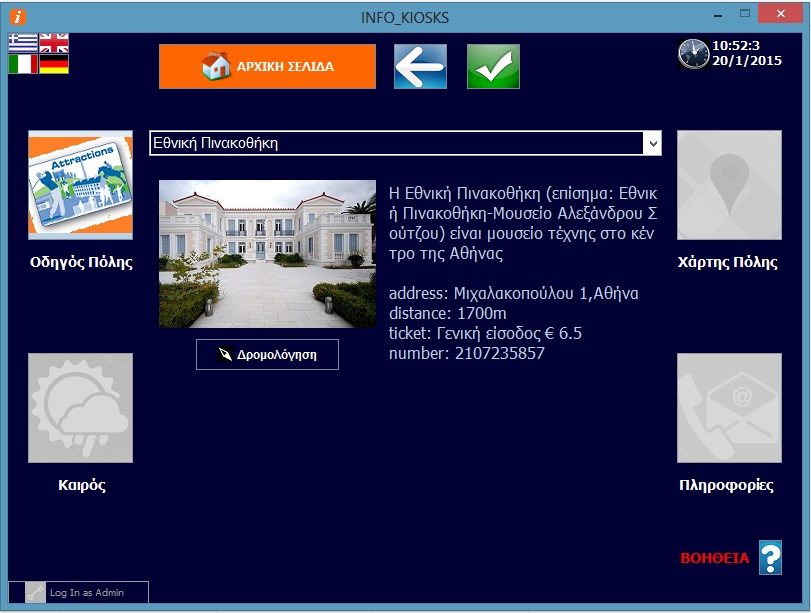 INFO_KIOSKS
ΑΡΧΙΚΗ ΣΕΛΙΔΑ
10:52:3
20/1/2015
Attractions
Οδηγός Πόλης
Εθνική Πινακοθήκη
Η Εθνική Πινακοθήκη (επίσημα: Εθνικ
ή Πινακοθήκη-Μουσείο Αλεξάνδρου Σ
ούτζου) είναι μουσείο τέχνης στο κέν
τρο της Αθήνας
address: Μιχαλακοπούλου 1,Αθήνα
distance: 1700m
ticket: Γενική είσοδος € 6.5
number: 2107235857
Δρομολόγηση
Χάρτης Πόλης
Καιρός
@
Πληροφορίες
ΒΟΗΘΕΙΑ ?
Log In as Admin